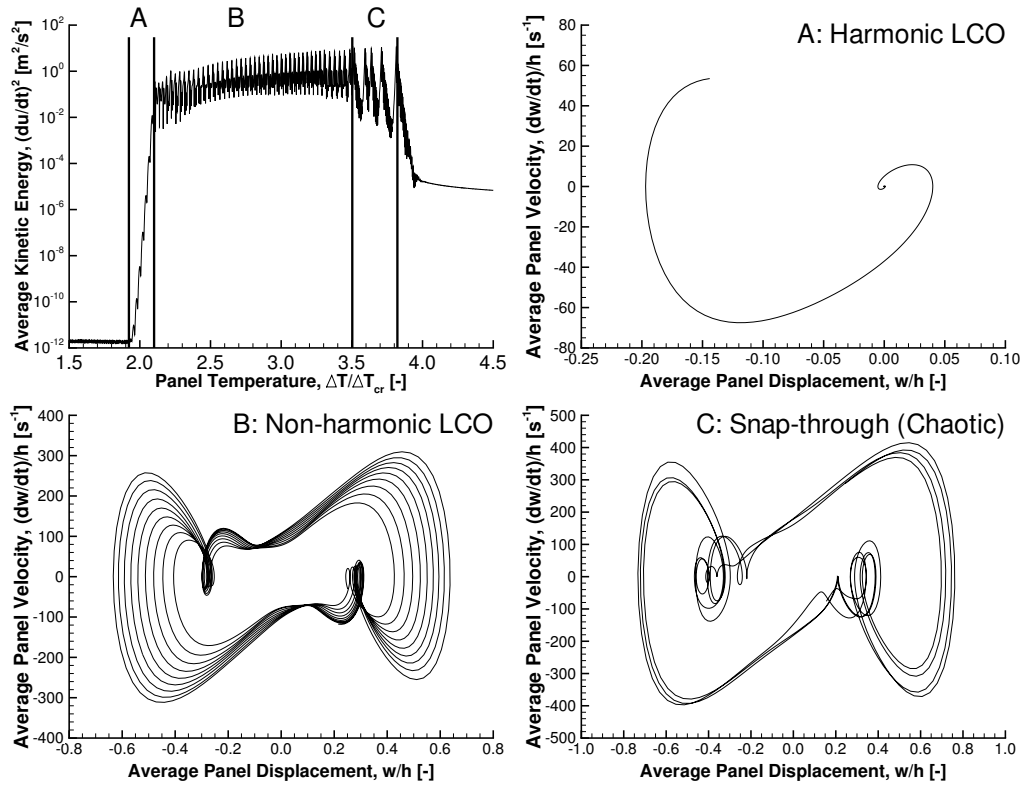 A B C
Average Kinetic Energy, (du/dt)² [m²/s²]
10²
10⁰
10⁻²
10⁻⁴
10⁻⁶
10⁻⁸
10⁻¹⁰
10⁻¹²
1.5 2.0 2.5 3.0 3.5 4.0 4.5
Panel Temperature, ΔT/ΔT_cr [-]
A: Harmonic LCO
Average Panel Velocity, (dw/dt)/h [s⁻¹]
80
60
40
20
0
-20
-40
-60
-80
-0.25 -0.20 -0.15 -0.10 -0.05 0.00 0.05 0.10
Average Panel Displacement, w/h [-]
B: Non-harmonic LCO
Average Panel Velocity, (dw/dt)/h [s⁻¹]
400
300
200
100
0
-100
-200
-300
-400
-0.8 -0.6 -0.4 -0.2 0.0 0.2 0.4 0.6 0.8
Average Panel Displacement, w/h [-]
C: Snap-through (Chaotic)
Average Panel Velocity, (dw/dt)/h [s⁻¹]
500
400
300
200
100
0
-100
-200
-300
-400
-500
-1.0 -0.8 -0.6 -0.4 -0.2 0.0 0.2 0.4 0.6 0.8 1.0
Average Panel Displacement, w/h [-]